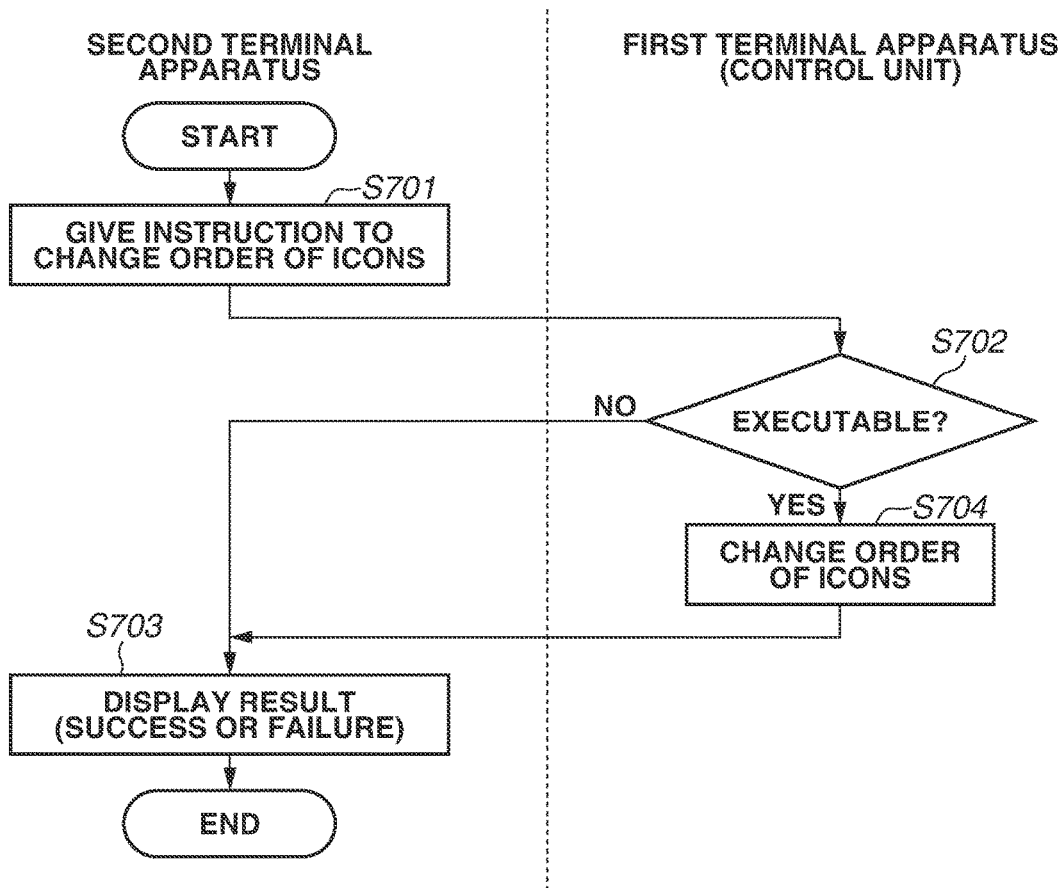 SECOND TERMINAL
APPARATUS
FIRST TERMINAL APPARATUS
(CONTROL UNIT)
START
S701
GIVE INSTRUCTION TO
CHANGE ORDER OF ICONS
S702
NO
EXECUTABLE?
YES
S704
CHANGE ORDER
OF ICONS
S703
DISPLAY RESULT
(SUCCESS OR FAILURE)
END